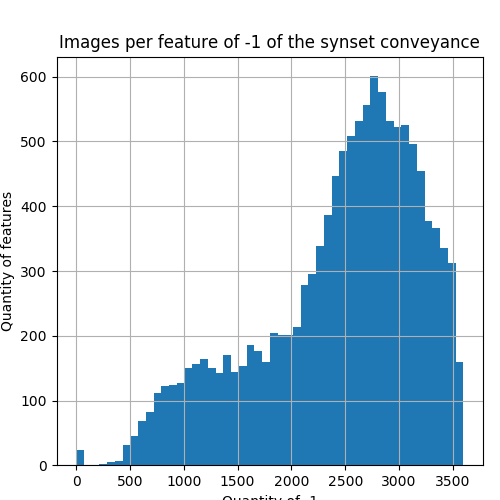 Images per feature of -1 of the synset conveyance
600
500
400
300
200
100
0
Quantity of features
0 500 1000 1500 2000 2500 3000 3500
Quantity of -1